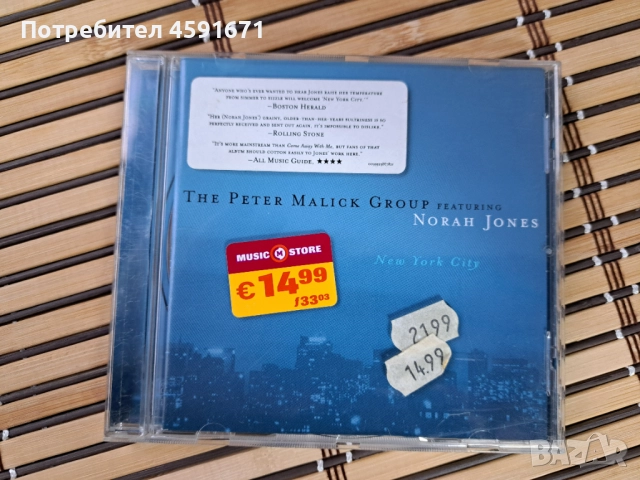 Потребител 4591671
"Anyone who's ever wanted to hear Jones raise her temperature
from simmer to sizzle will welcome 'New York City.'"
—Boston Herald
"Her (Norah Jones') grainy, older-than-her-years poutiness is so
perfectly received and sent out again, it's impossible to dislike."
—Rolling Stone
"It's more mainstream than Come Away With Me, but fans of that
album should cotton easily to Jones' work here."
—All Music Guide. ★★★★
The Peter Malick Group featuring
Norah Jones
MUSIC STORE
€14.99
f3303
New York City
21.99
14.99
BAZAR